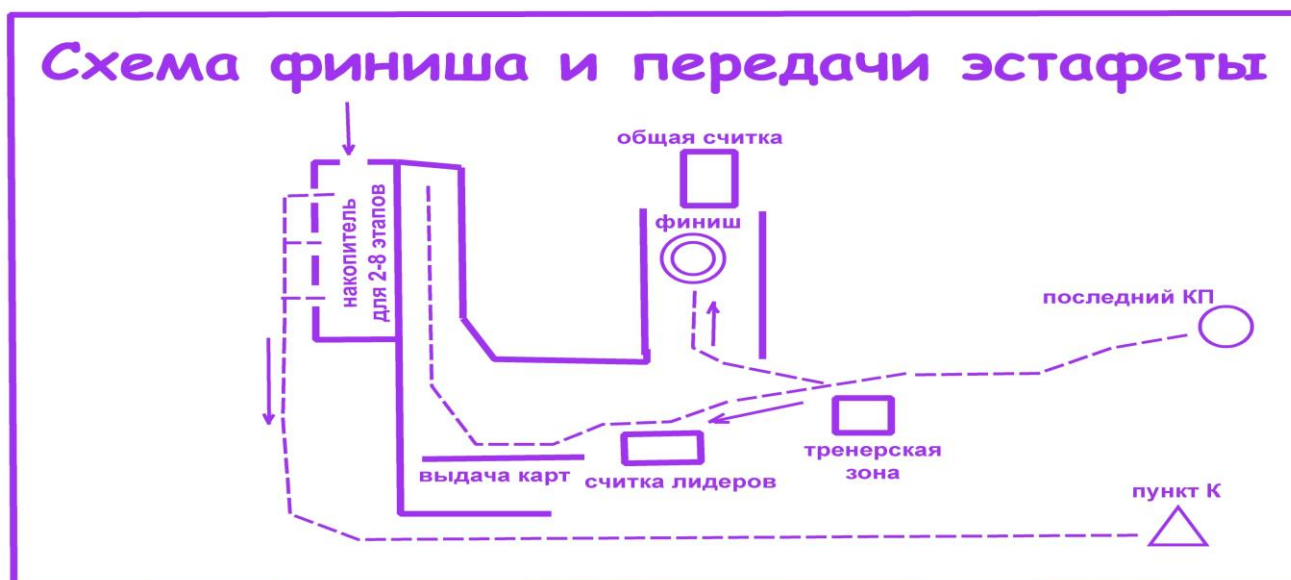 Схема финиша и передачи эстафеты
общая считка
финиш
накопитель
для 2-8 этапов
последний КП
тренерская
зона
выдача карт
считка лидеров
пункт К